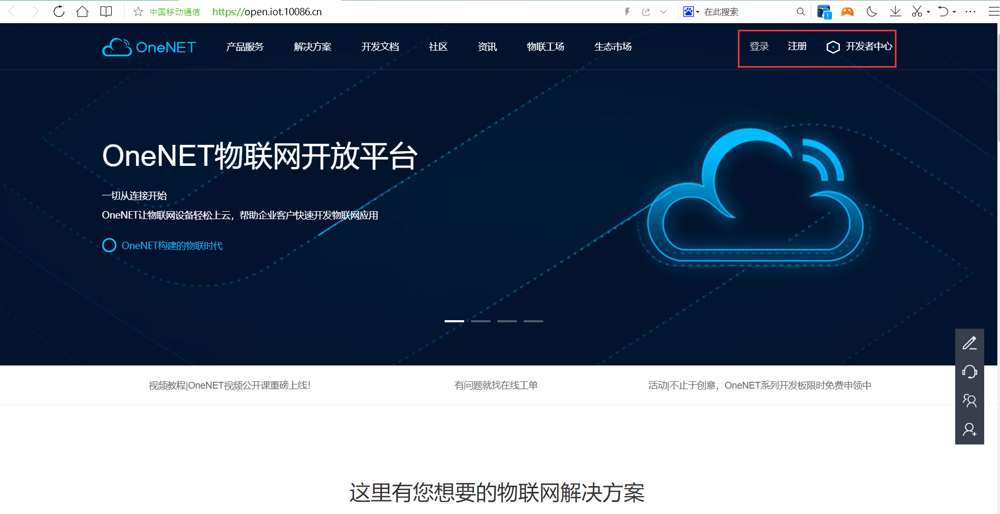 中国移动通信 https://open.iot.10086.cn 在此搜索
OneNET 产品服务 解决方案 开发文档 社区 资讯 物联工场 生态市场 登录 注册 开发者中心
OneNET物联网开放平台
一切从连接开始
OneNET让物联网设备轻松上云，帮助企业客户快速开发物联网应用
OneNET构建的物联时代
视频教程|OneNET视频公开课重磅上线！ 有问题就找在线工单 活动|不止于创意，OneNET系列开发板限时免费申领中
这里有您想要的物联网解决方案